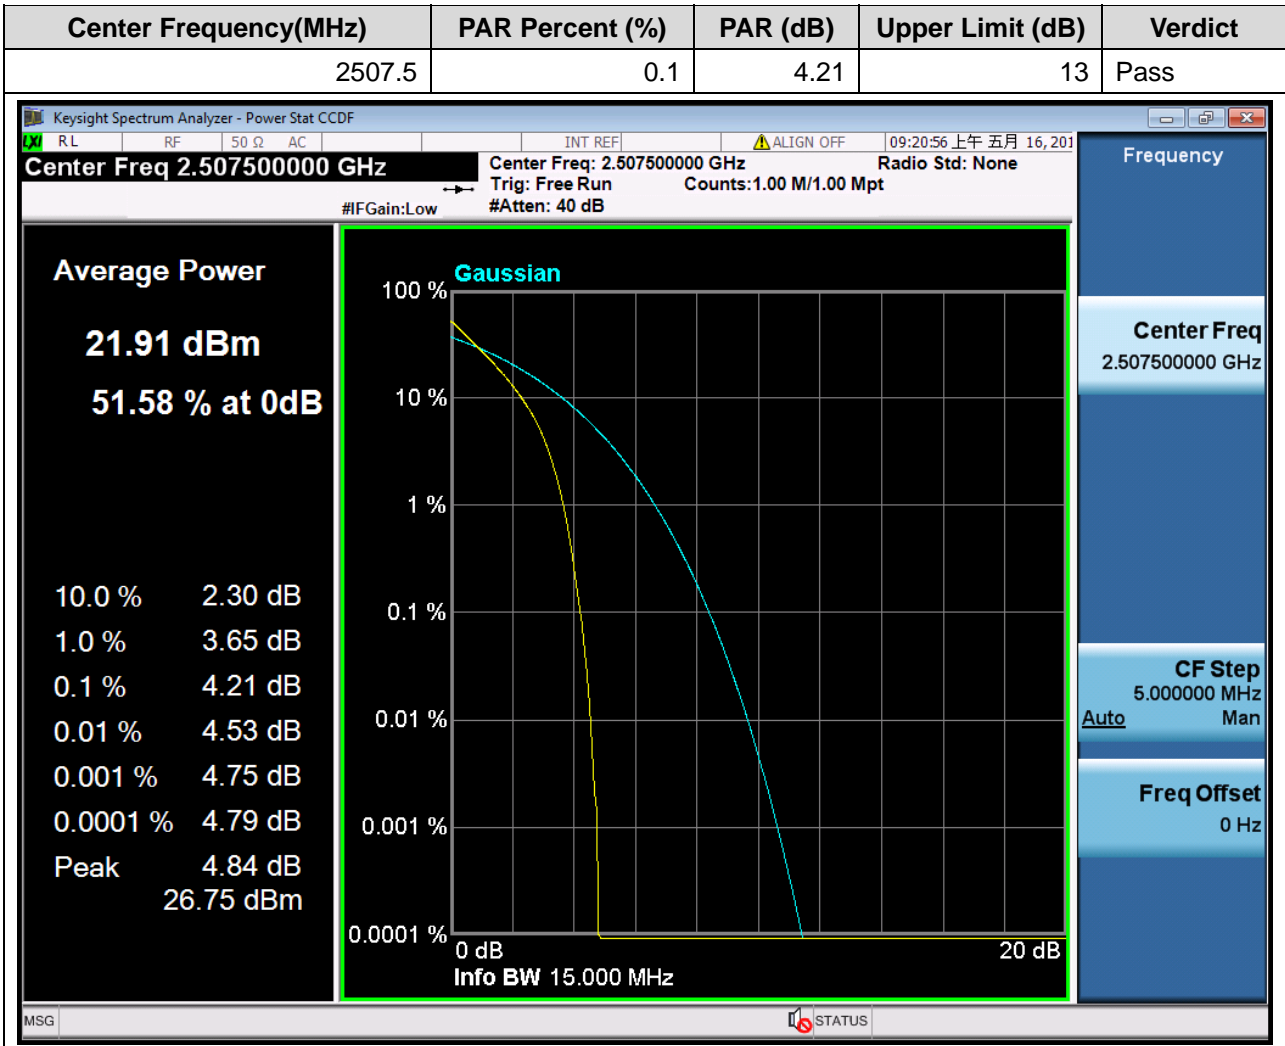 Center Frequency(MHz) PAR Percent (%) PAR (dB) Upper Limit (dB) Verdict
2507.5 0.1 4.21 13 Pass
Keysight Spectrum Analyzer - Power Stat CCDF
LXI RL RF 50 Ω AC INT REF ALIGN OFF 09:20:56 上午 五月 16, 201
Center Freq 2.507500000 GHz
Center Freq: 2.507500000 GHz Radio Std: None
Trig: Free Run Counts:1.00 M/1.00 Mpt
#IFGain:Low #Atten: 40 dB
Frequency
Average Power
21.91 dBm
51.58 % at 0dB
10.0 % 2.30 dB
1.0 % 3.65 dB
0.1 % 4.21 dB
0.01 % 4.53 dB
0.001 % 4.75 dB
0.0001 % 4.79 dB
Peak 4.84 dB
26.75 dBm
Gaussian
100 %
10 %
1 %
0.1 %
0.01 %
0.001 %
0.0001 %
0 dB 20 dB
Info BW 15.000 MHz
Center Freq
2.507500000 GHz
CF Step
5.000000 MHz
Auto Man
Freq Offset
0 Hz
MSG STATUS